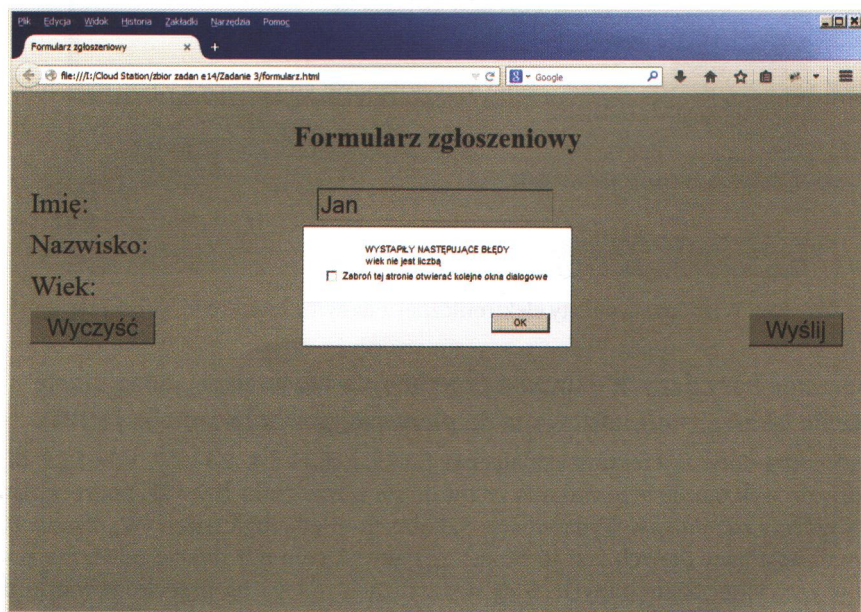 Plik Edycja Widok Historia Zakładki Narzędzia Pomoc
Formularz zgłoszeniowy × +
file:///I:/Cloud Station/zbior zadan e14/Zadanie 3/formularz.html Google
Formularz zgłoszeniowy
Imię: Jan
WYSTĄPIŁY NASTĘPUJĄCE BŁĘDY
Nazwisko:
wiek nie jest liczbą
Zabroń tej stronie otwierać kolejne okna dialogowe
Wiek:
OK
Wyczyść Wyślij